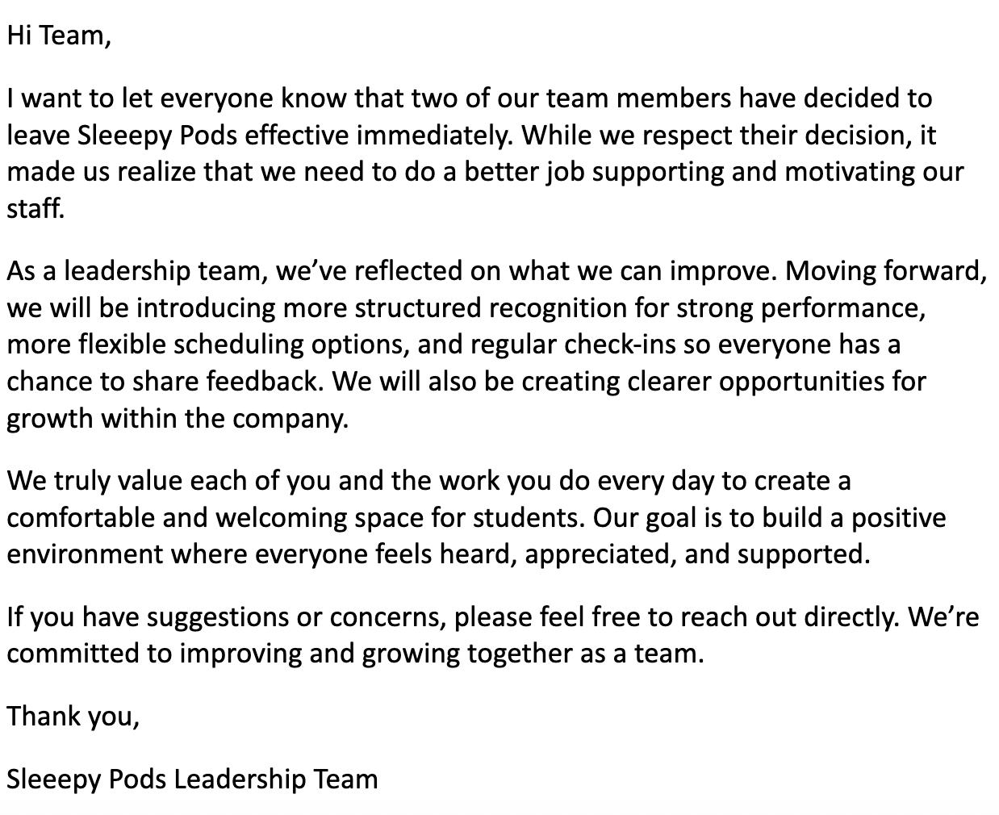 Hi Team,
I want to let everyone know that two of our team members have decided to
leave Sleeepy Pods effective immediately. While we respect their decision, it
made us realize that we need to do a better job supporting and motivating our
staff.
As a leadership team, we’ve reflected on what we can improve. Moving forward,
we will be introducing more structured recognition for strong performance,
more flexible scheduling options, and regular check-ins so everyone has a
chance to share feedback. We will also be creating clearer opportunities for
growth within the company.
We truly value each of you and the work you do every day to create a
comfortable and welcoming space for students. Our goal is to build a positive
environment where everyone feels heard, appreciated, and supported.
If you have suggestions or concerns, please feel free to reach out directly. We’re
committed to improving and growing together as a team.
Thank you,
Sleeepy Pods Leadership Team